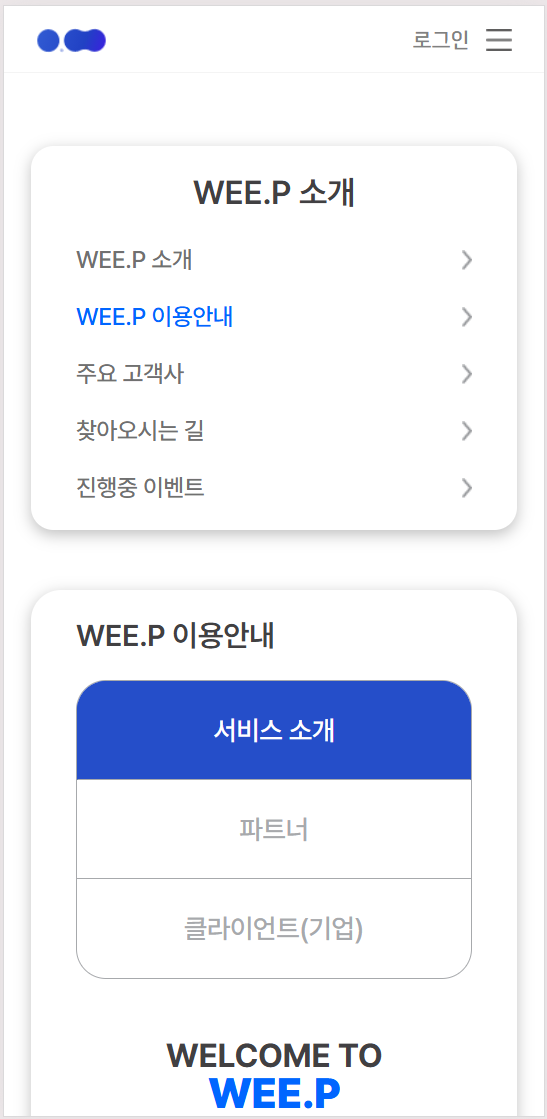 로그인
WEE.P 소개
WEE.P 소개
WEE.P 이용안내
주요 고객사
찾아오시는 길
진행중 이벤트
WEE.P 이용안내
서비스 소개
파트너
클라이언트(기업)
WELCOME TO
WEE.P